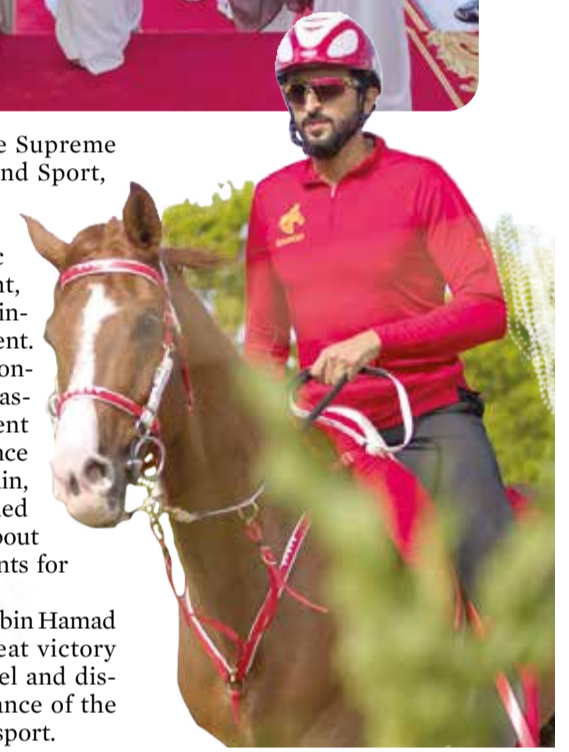 e Supreme
nd Sport,
c
nt,
in-
ent.
on-
as-
ent
nce
in,
ed
bout
nts for
bin Hamad
eat victory
el and dis-
ance of the
sport.